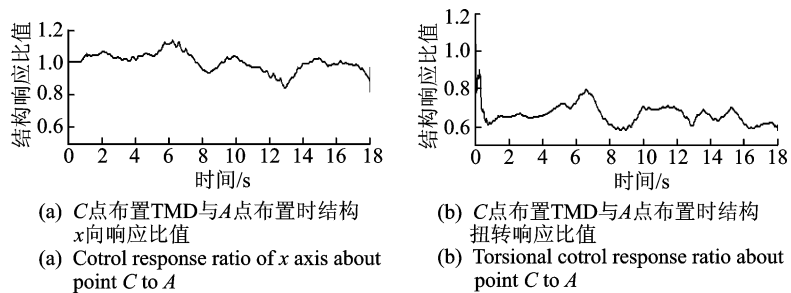 结构响应比值
1.2
1.0
0.8
0.6
0 2 4 6 8 10 12 14 16 18
时间/s
(a) C点布置TMD与A点布置时结构
x向响应比值
(a) Cotrol response ratio of x axis about
point C to A
结构响应比值
1.2
1.0
0.8
0.6
0 2 4 6 8 10 12 14 16 18
时间/s
(b) C点布置TMD与A点布置时结构
扭转响应比值
(b) Torsional cotrol response ratio about
point C to A